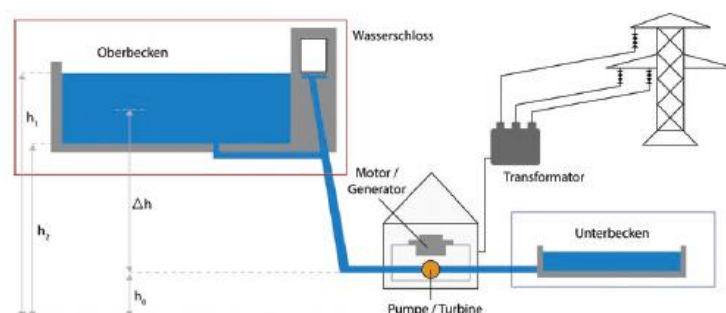 Wasserschloss
Oberbecken
h₁
Δh
h₂
h₀
Motor /
Generator
Transformator
Unterbecken
Pumpe / Turbine